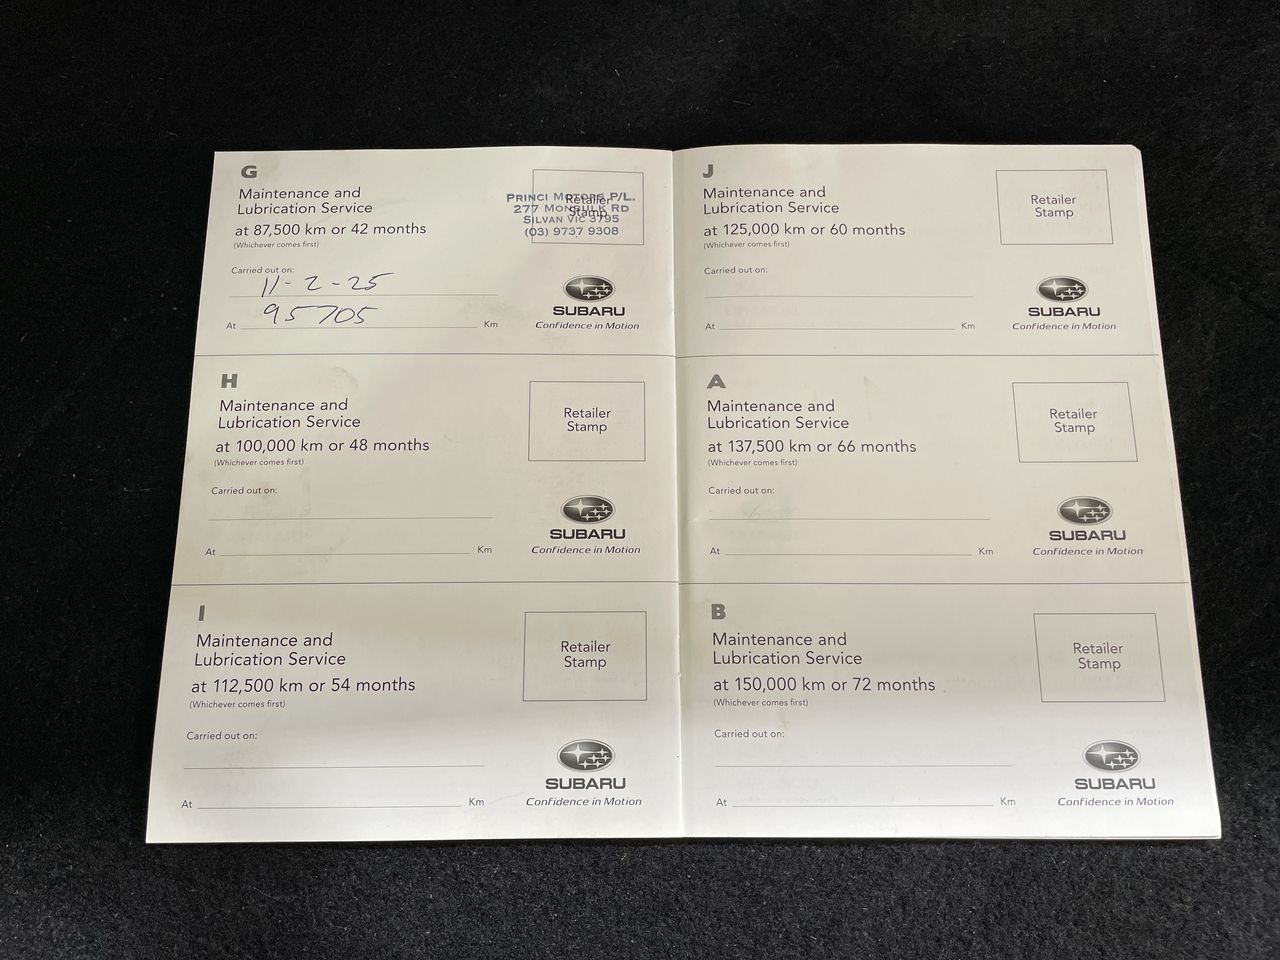 G
Maintenance and
Lubrication Service
at 87,500 km or 42 months
(Whichever comes first)
Retailer
Stamp
PRINCI MOTORS P/L.
277 MONBULK RD
SILVAN VIC 3795
(03) 9737 9308
Carried out on:
11-2-25
At 95705 Km
SUBARU
Confidence in Motion
H
Maintenance and
Lubrication Service
at 100,000 km or 48 months
(Whichever comes first)
Retailer
Stamp
Carried out on:
At Km
SUBARU
Confidence in Motion
I
Maintenance and
Lubrication Service
at 112,500 km or 54 months
(Whichever comes first)
Retailer
Stamp
Carried out on:
At Km
SUBARU
Confidence in Motion
J
Maintenance and
Lubrication Service
at 125,000 km or 60 months
(Whichever comes first)
Retailer
Stamp
Carried out on:
At Km
SUBARU
Confidence in Motion
A
Maintenance and
Lubrication Service
at 137,500 km or 66 months
(Whichever comes first)
Retailer
Stamp
Carried out on:
At Km
SUBARU
Confidence in Motion
B
Maintenance and
Lubrication Service
at 150,000 km or 72 months
(Whichever comes first)
Retailer
Stamp
Carried out on:
At Km
SUBARU
Confidence in Motion